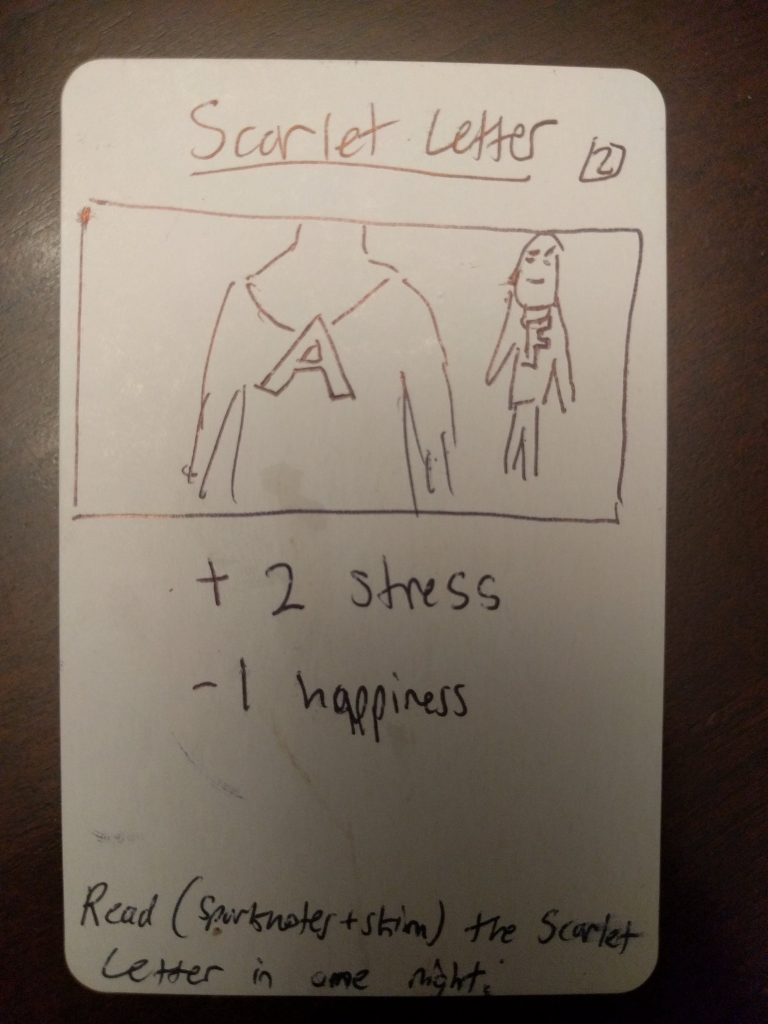 Scarlet Letter 2
A
F
+ 2 stress
-1 happiness
Read (Sparknotes + skim) the Scarlet
Letter in one night.